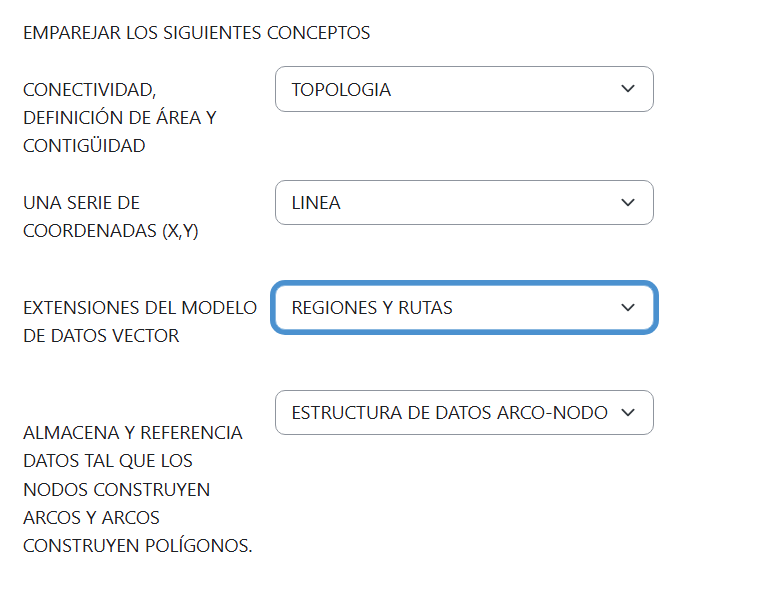 EMPAREJAR LOS SIGUIENTES CONCEPTOS
CONECTIVIDAD,
DEFINICIÓN DE ÁREA Y
CONTIGÜIDAD
TOPOLOGIA
UNA SERIE DE
COORDENADAS (X,Y)
LINEA
EXTENSIONES DEL MODELO
DE DATOS VECTOR
REGIONES Y RUTAS
ALMACENA Y REFERENCIA
DATOS TAL QUE LOS
NODOS CONSTRUYEN
ARCOS Y ARCOS
CONSTRUYEN POLÍGONOS.
ESTRUCTURA DE DATOS ARCO-NODO